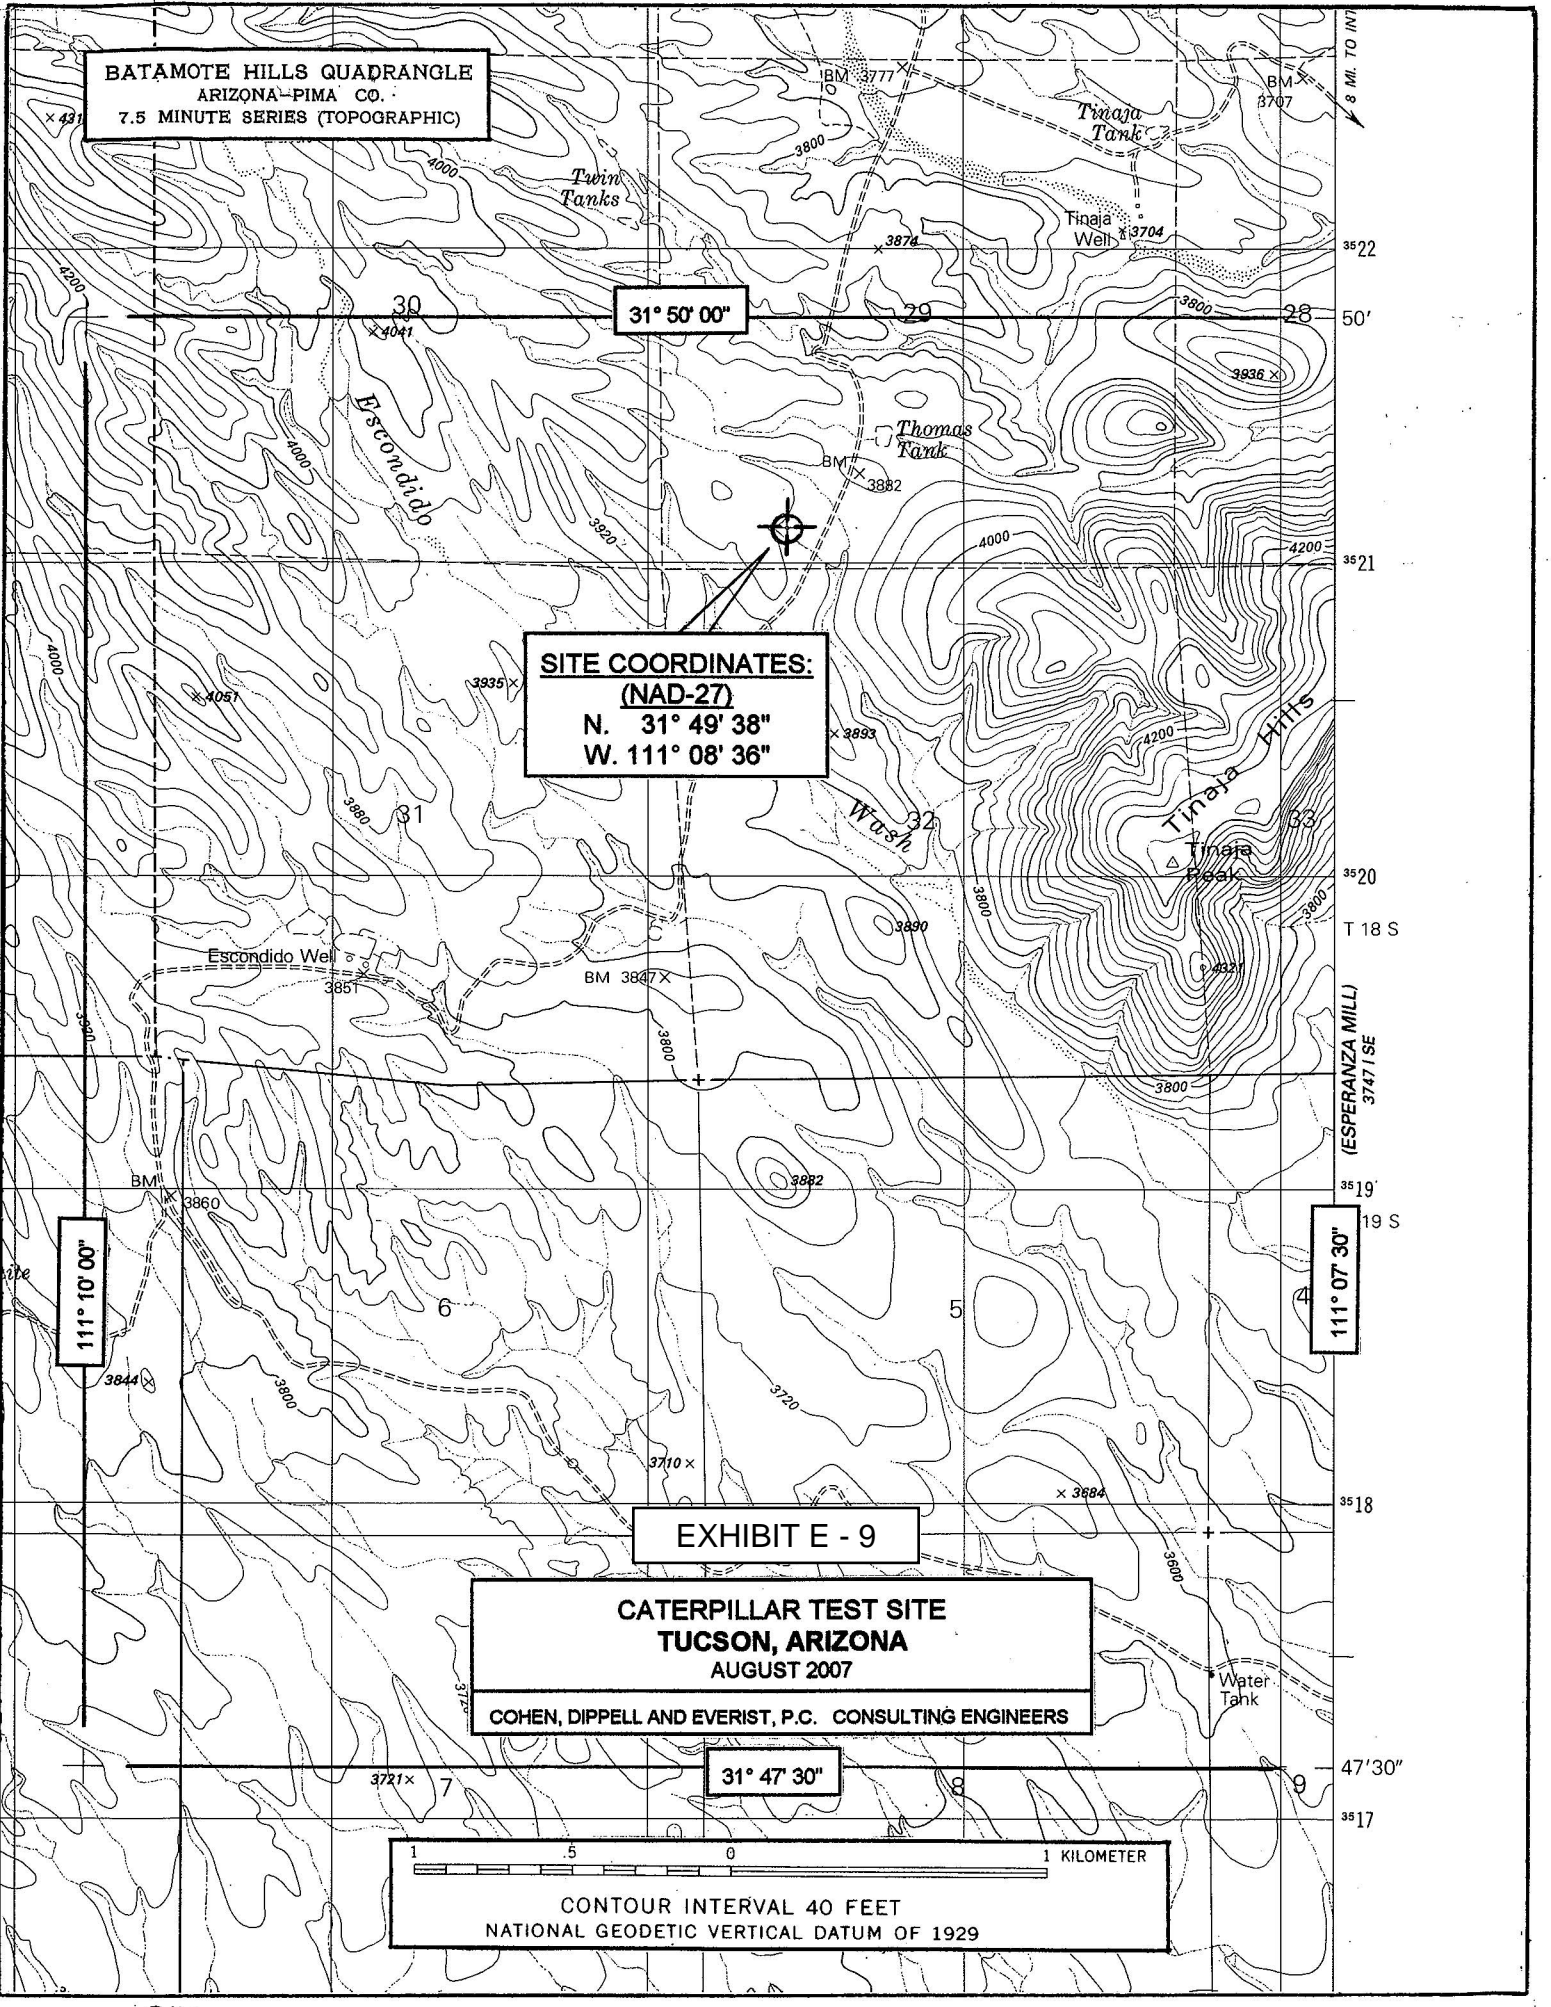 BATAMOTE HILLS QUADRANGLE
ARIZONA-PIMA CO.
7.5 MINUTE SERIES (TOPOGRAPHIC)
8 MI. TO INT
BM 3777
BM
3707
Tinaja
Tank
3800
4000
Twin
Tanks
Tinaja
Well
3704
3874
3522
4200
30
31° 50' 00"
29
3800
28
50'
4041
3936
Escondido
4000
Thomas
Tank
BM
3882
3920
4000
4200
3521
4000
SITE COORDINATES:
(NAD-27)
N. 31° 49' 38"
W. 111° 08' 36"
3935
4051
3893
4200
Tinaja Hills
3880
31
Wash
32
33
Tinaja
Peak
3520
3800
3800
T 18 S
3890
Escondido Well
3851
BM 3847
4321
3920
3800
3800
(ESPERANZA MILL)
3747 I SE
BM
3860
3882
3519
19 S
111° 10' 00"
111° 07' 30"
6
5
4
3844
3800
3720
3710
3684
3518
EXHIBIT E - 9
3600
CATERPILLAR TEST SITE
TUCSON, ARIZONA
AUGUST 2007
COHEN, DIPPELL AND EVERIST, P.C. CONSULTING ENGINEERS
Water
Tank
31° 47' 30"
47'30"
3721
7
8
9
3517
1 .5 0 1 KILOMETER
CONTOUR INTERVAL 40 FEET
NATIONAL GEODETIC VERTICAL DATUM OF 1929